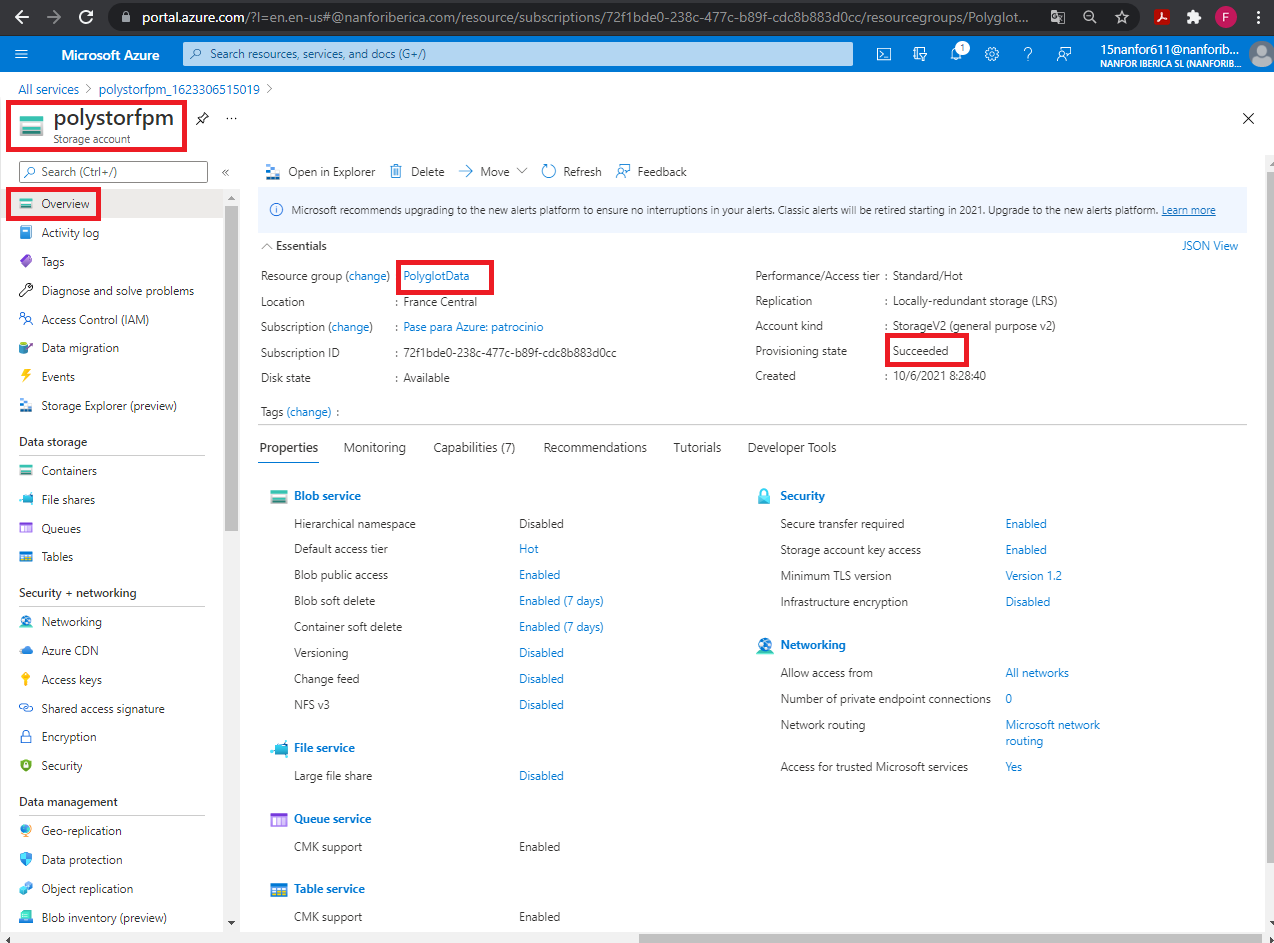 portal.azure.com/?l=en.en-us#@nanforiberica.com/resource/subscriptions/72f1bde0-238c-477c-b89f-cdc8b883d0cc/resourcegroups/Polyglot...
F
Microsoft Azure
Search resources, services, and docs (G+/)
1
15nanfor611@nanforib...
NANFOR IBERICA SL (NANFORIB...
All services > polystorfpm_1623306515019 >
polystorfpm
...
Storage account
Search (Ctrl+/)
«
Overview
Activity log
Tags
Diagnose and solve problems
Access Control (IAM)
Data migration
Events
Storage Explorer (preview)
Data storage
Containers
File shares
Queues
Tables
Security + networking
Networking
Azure CDN
Access keys
Shared access signature
Encryption
Security
Data management
Geo-replication
Data protection
Object replication
Blob inventory (preview)
Open in Explorer Delete Move Refresh Feedback
Microsoft recommends upgrading to the new alerts platform to ensure no interruptions in your alerts. Classic alerts will be retired starting in 2021. Upgrade to the new alerts platform. Learn more
Essentials
JSON View
Resource group (change) PolyglotData
Location : France Central
Subscription (change) : Pase para Azure: patrocinio
Subscription ID : 72f1bde0-238c-477c-b89f-cdc8b883d0cc
Disk state : Available
Performance/Access tier : Standard/Hot
Replication : Locally-redundant storage (LRS)
Account kind : StorageV2 (general purpose v2)
Provisioning state Succeeded
Created : 10/6/2021 8:28:40
Tags (change) :
Properties Monitoring Capabilities (7) Recommendations Tutorials Developer Tools
Blob service
Hierarchical namespace Disabled
Default access tier Hot
Blob public access Enabled
Blob soft delete Enabled (7 days)
Container soft delete Enabled (7 days)
Versioning Disabled
Change feed Disabled
NFS v3 Disabled
File service
Large file share Disabled
Queue service
CMK support Enabled
Table service
CMK support Enabled
Security
Secure transfer required Enabled
Storage account key access Enabled
Minimum TLS version Version 1.2
Infrastructure encryption Disabled
Networking
Allow access from All networks
Number of private endpoint connections 0
Network routing Microsoft network
routing
Access for trusted Microsoft services Yes